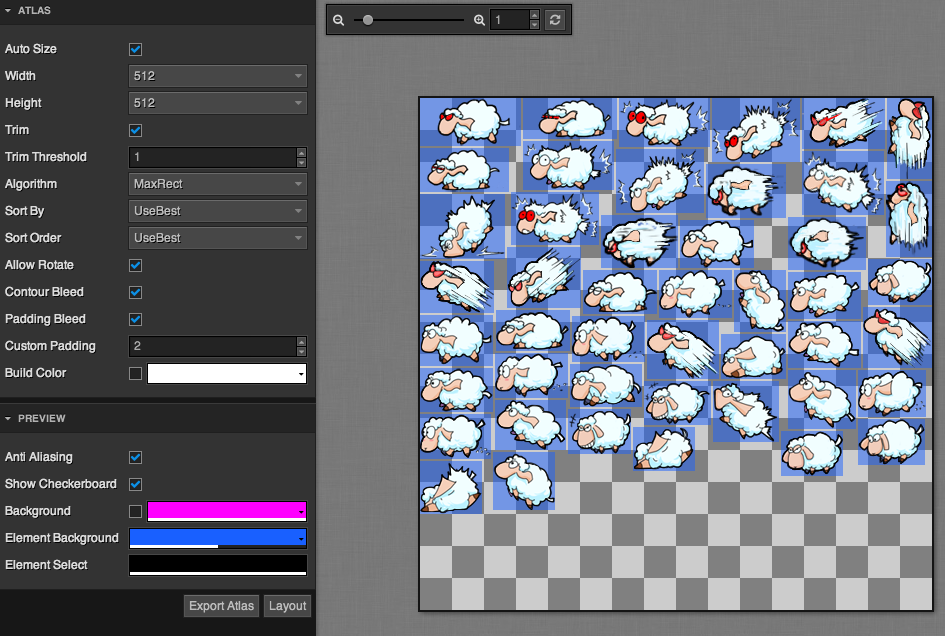 ATLAS
Auto Size
Width 512
Height 512
Trim
Trim Threshold 1
Algorithm MaxRect
Sort By UseBest
Sort Order UseBest
Allow Rotate
Contour Bleed
Padding Bleed
Custom Padding 2
Build Color
PREVIEW
Anti Aliasing
Show Checkerboard
Background
Element Background
Element Select
Export Atlas Layout
1